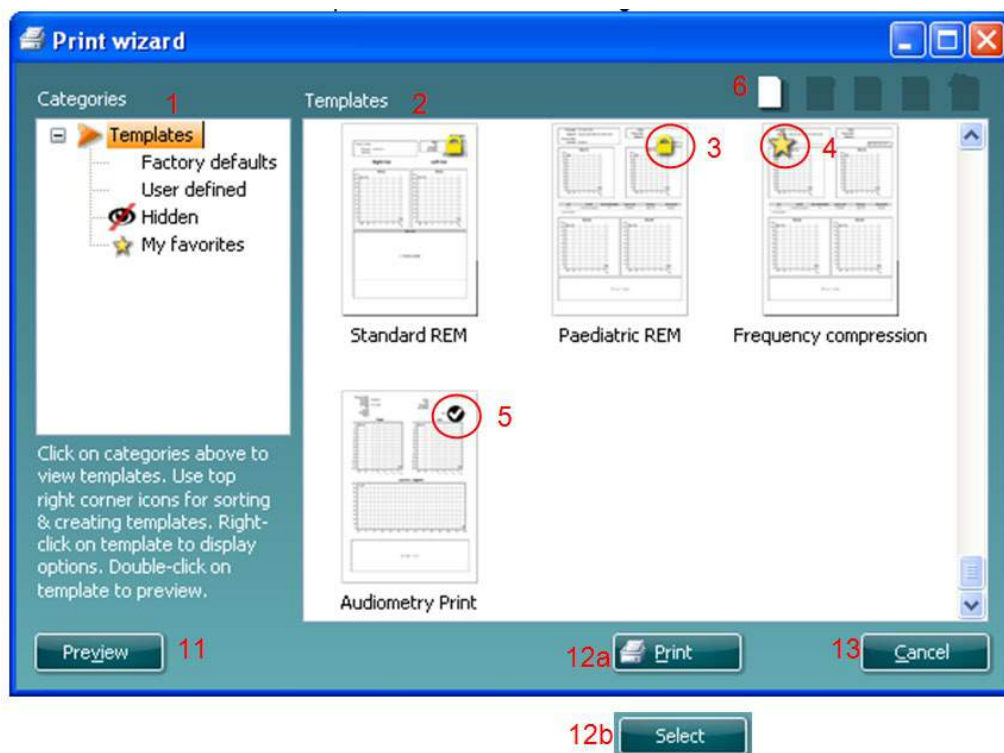 Print wizard
Categories 1
Templates 2
6
Templates
Factory defaults
User defined
Hidden
My favorites
3
4
Standard REM
Paediatric REM
Frequency compression
5
Audiometry Print
Click on categories above to
view templates. Use top
right corner icons for sorting
& creating templates. Right-
click on template to display
options. Double-click on
template to preview.
Preview 11
12a Print
13 Cancel
12b Select